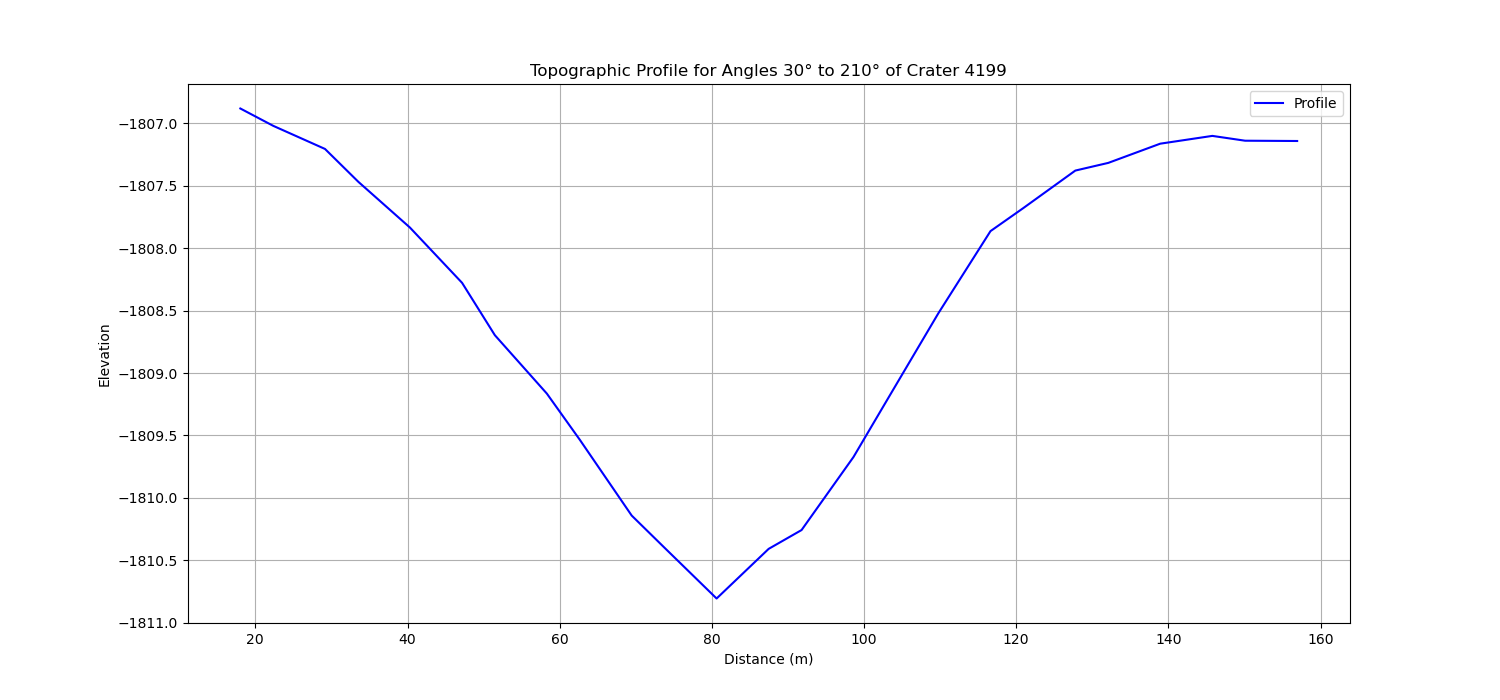 Topographic Profile for Angles 30° to 210° of Crater 4199
Profile
−1807.0
−1807.5
−1808.0
−1808.5
−1809.0
−1809.5
−1810.0
−1810.5
−1811.0
Elevation
20 40 60 80 100 120 140 160
Distance (m)